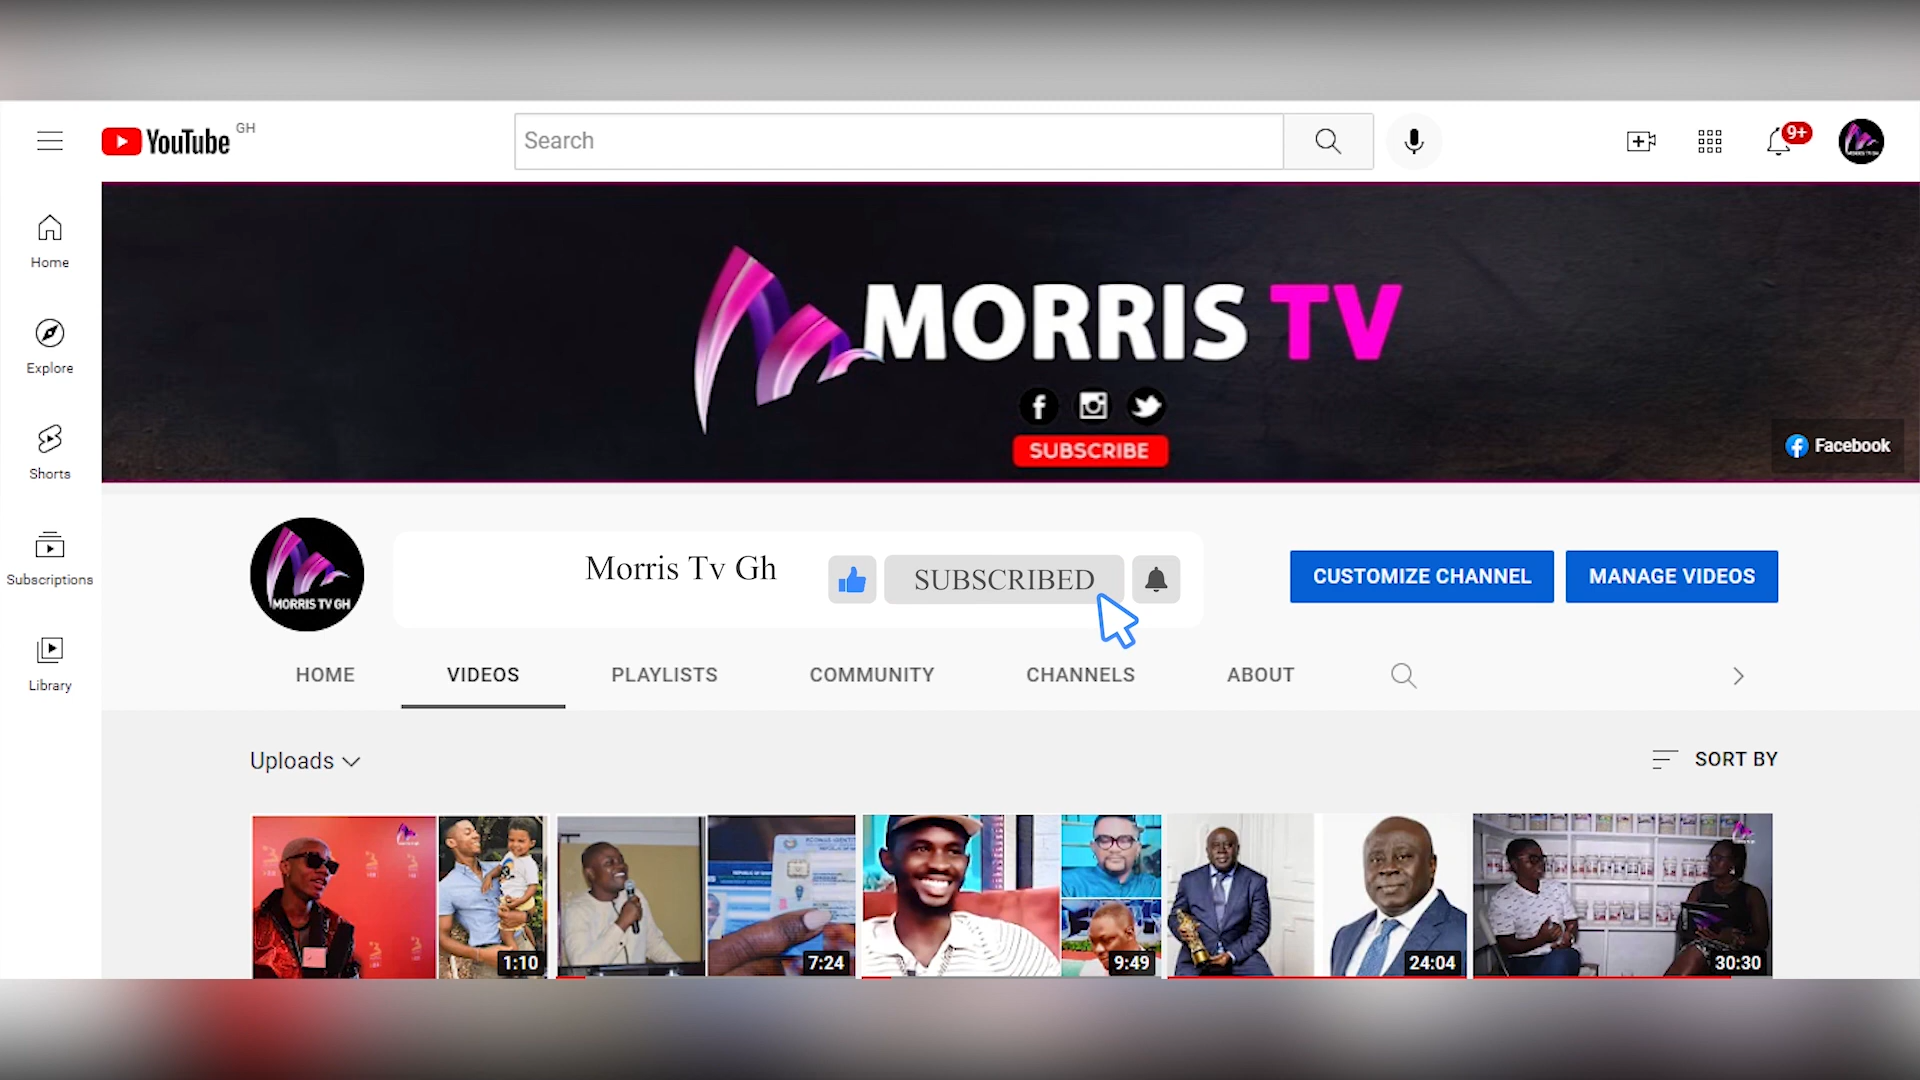 YouTube GH
Search
9+
Home
Explore
Shorts
Subscriptions
Library
MORRIS TV
SUBSCRIBE
Facebook
MORRIS TV GH
Morris Tv Gh
SUBSCRIBED
CUSTOMIZE CHANNEL
MANAGE VIDEOS
HOME
VIDEOS
PLAYLISTS
COMMUNITY
CHANNELS
ABOUT
Uploads
SORT BY
1:10
7:24
9:49
24:04
30:30